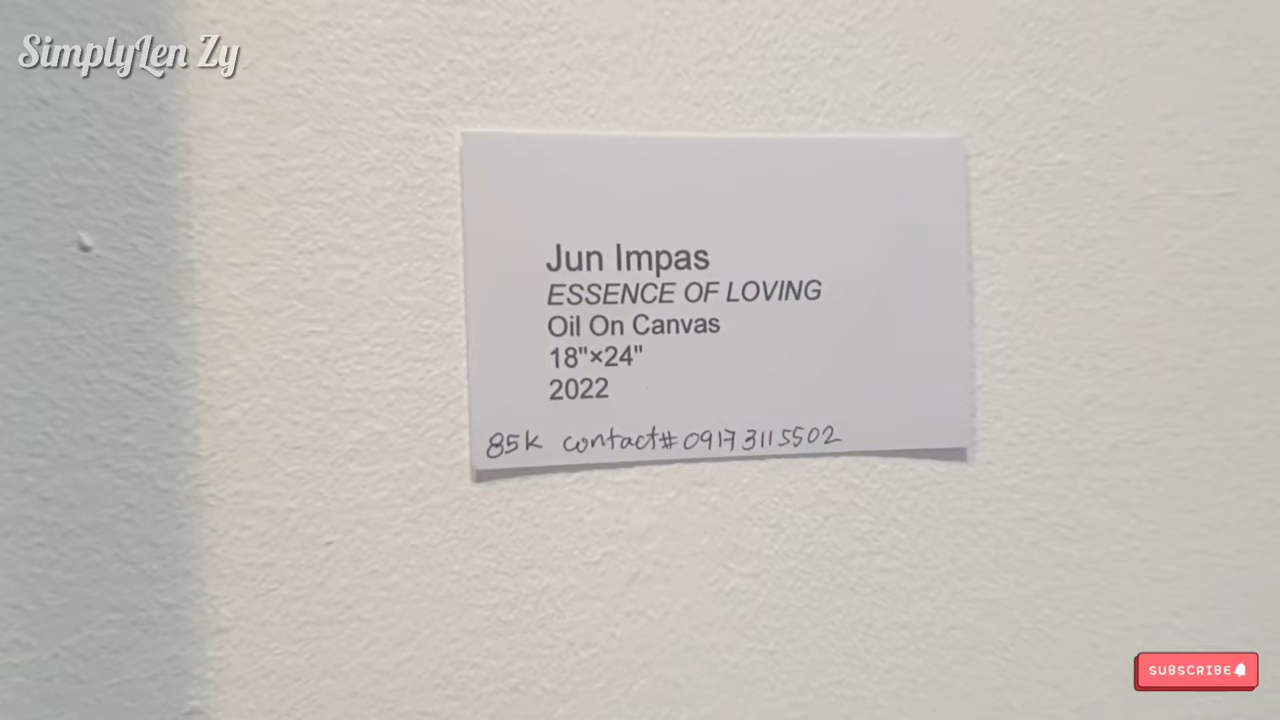 SimplyLen Zy
Jun Impas
ESSENCE OF LOVING
Oil On Canvas
18"×24"
2022
85k contact# 09173115502
SUBSCRIBE